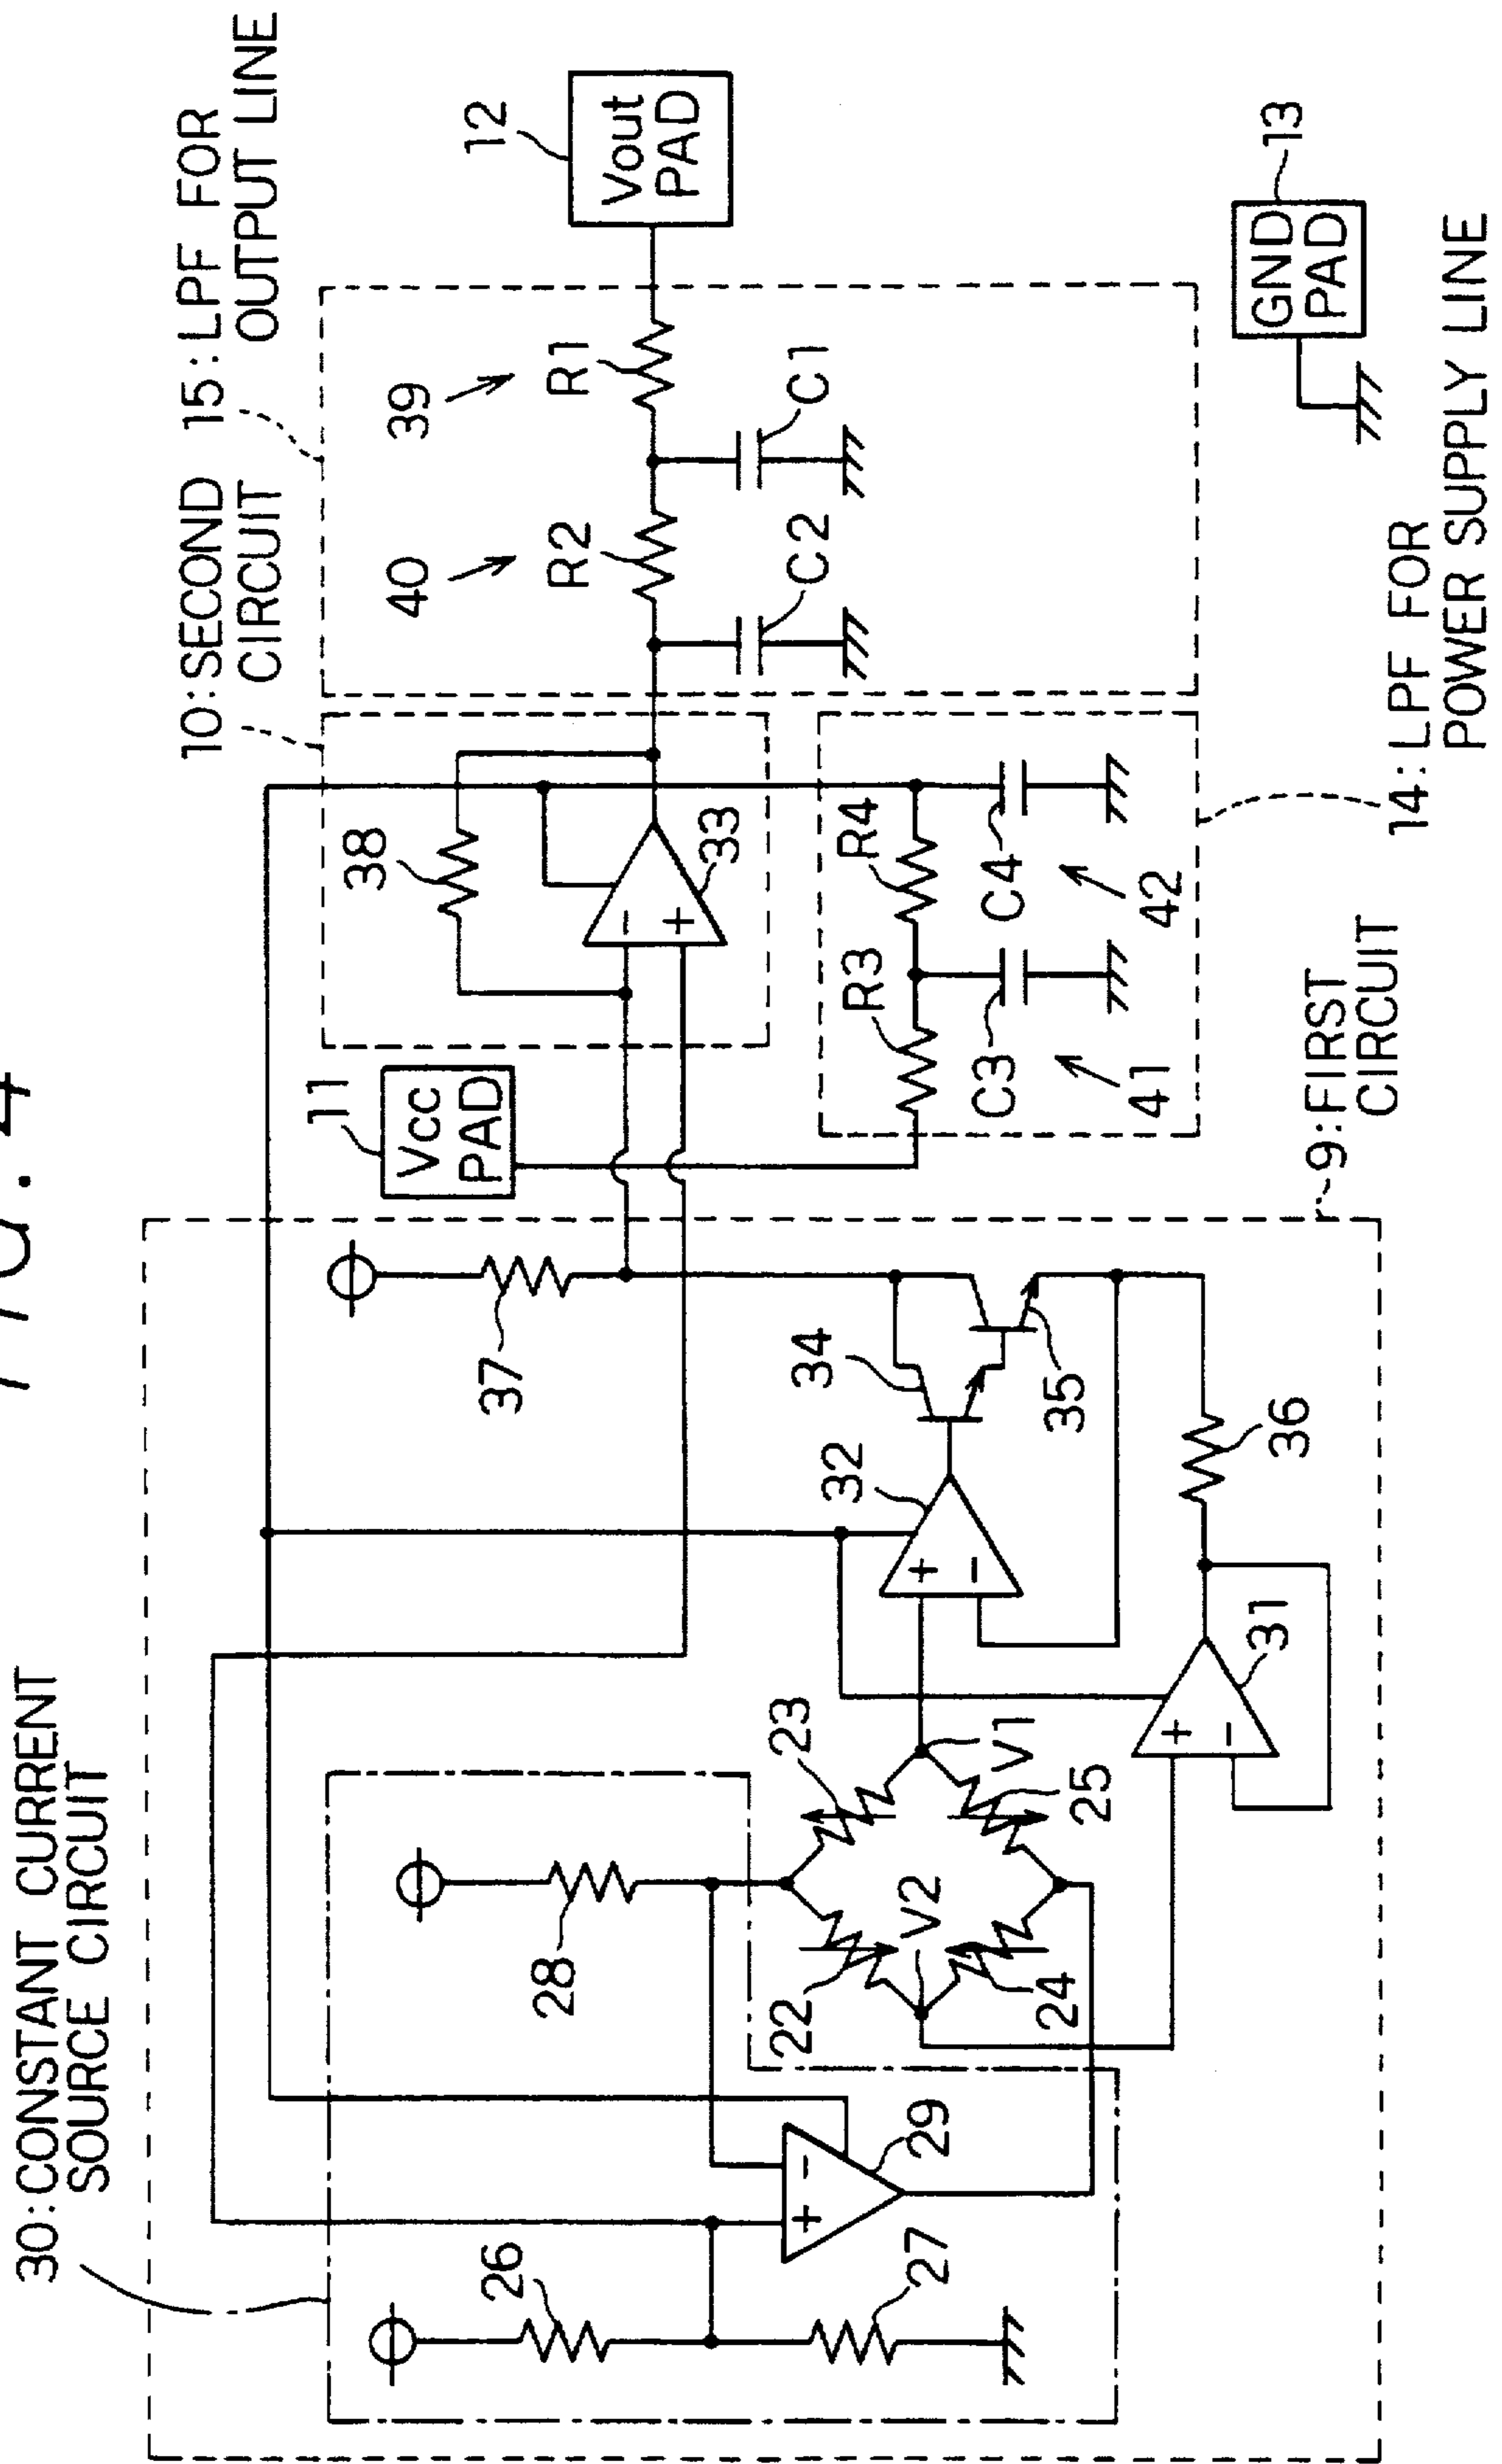 FIG. 4
30:CONSTANT CURRENT
SOURCE CIRCUIT
10:SECOND
CIRCUIT
15:LPF FOR
OUTPUT LINE
11
Vcc
PAD
12
Vout
PAD
13
GND
PAD
38
33
40
39
R2
R1
C2
C1
R3
R4
C3
C4
41
42
14:LPF FOR
POWER SUPPLY LINE
9:FIRST
CIRCUIT
26
27
28
29
22
23
24
25
V2
V1
37
34
35
32
36
31
+
-
+
-
+
-
+
-